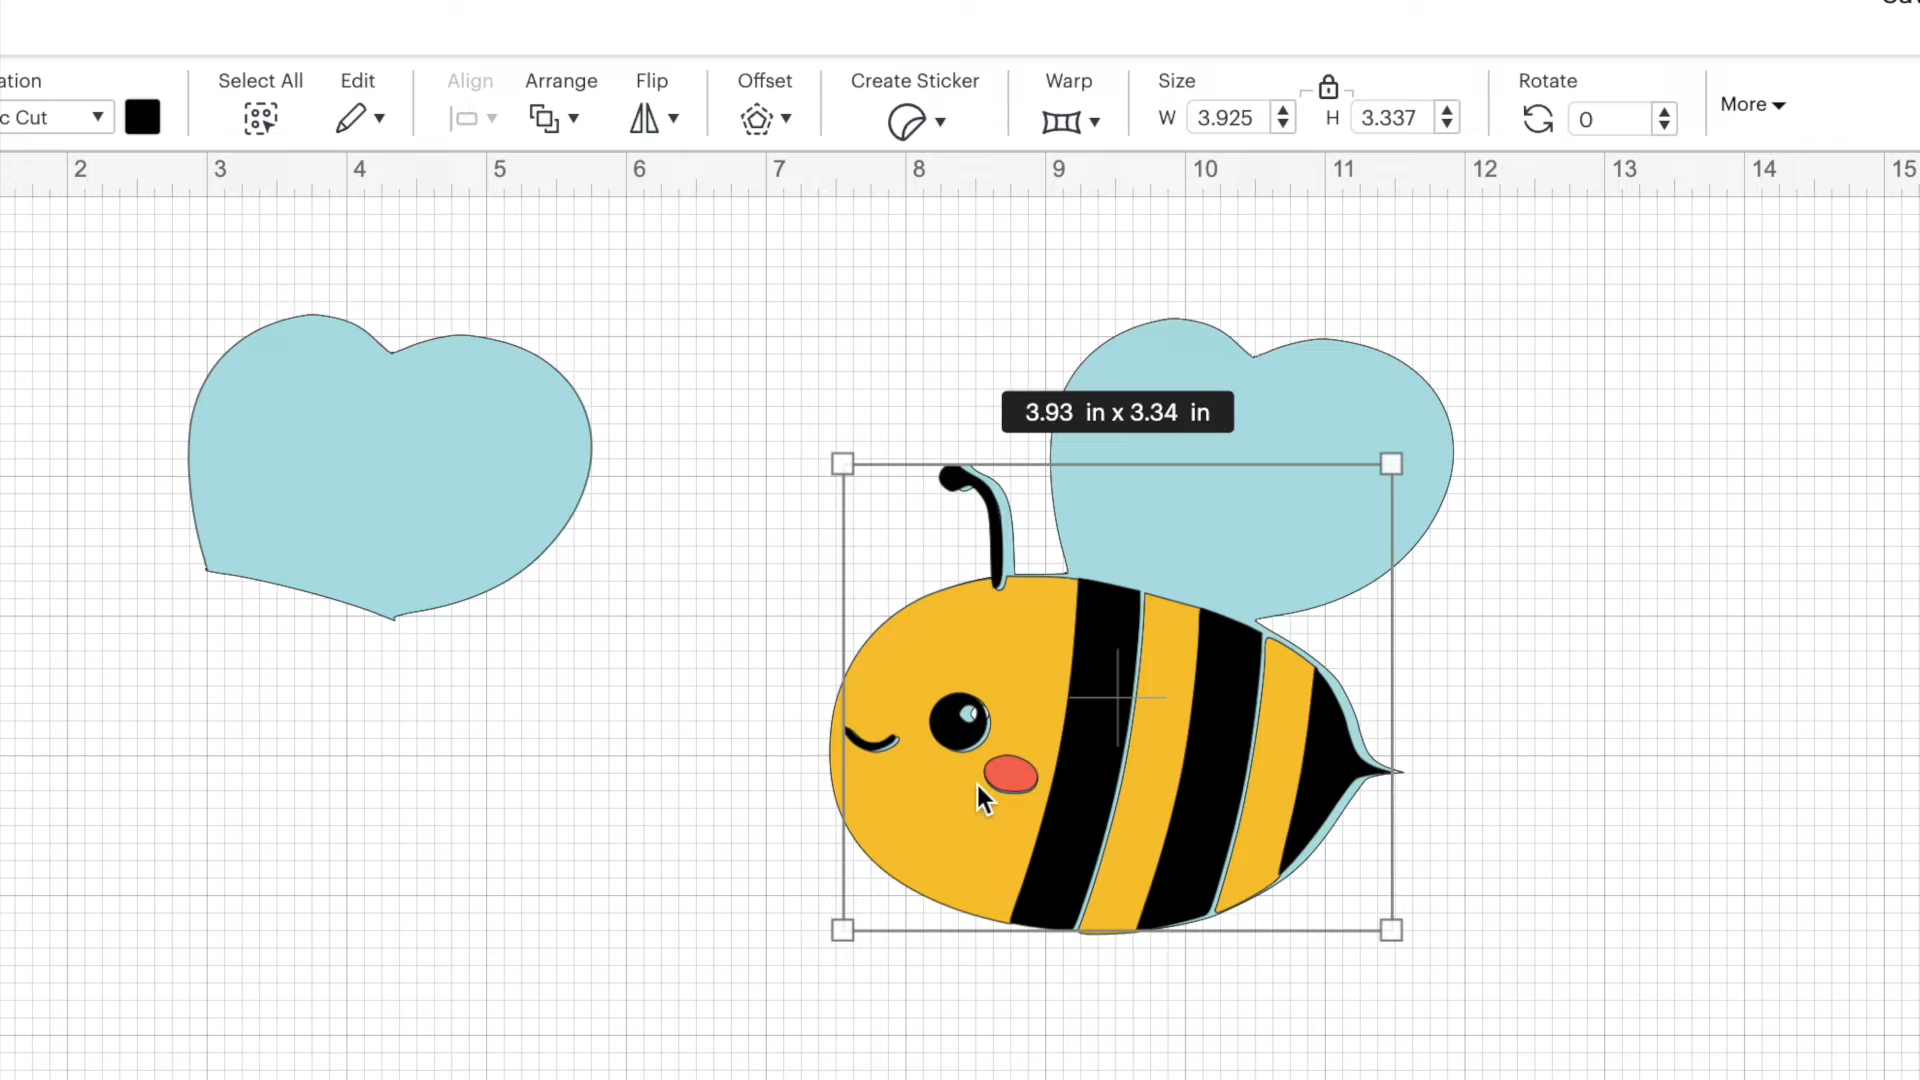 ation
Select All
Edit
Align
Arrange
Flip
Offset
Create Sticker
Warp
Size
Rotate
More
c Cut
W 3.925
H 3.337
0
2 3 4 5 6 7 8 9 10 11 12 13 14 15
3.93 in x 3.34 in